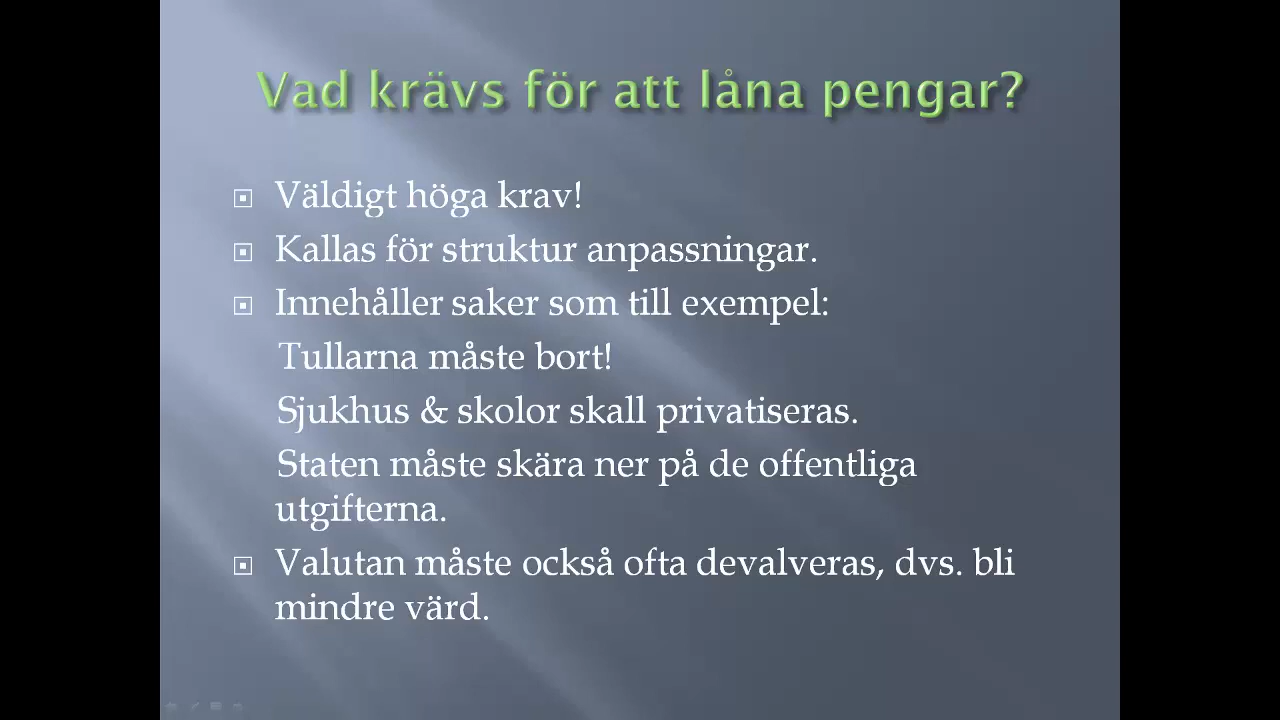 Vad krävs för att låna pengar?
Väldigt höga krav!
Kallas för struktur anpassningar.
Innehåller saker som till exempel:
Tullarna måste bort!
Sjukhus & skolor skall privatiseras.
Staten måste skära ner på de offentliga
utgifterna.
Valutan måste också ofta devalveras, dvs. bli
mindre värd.